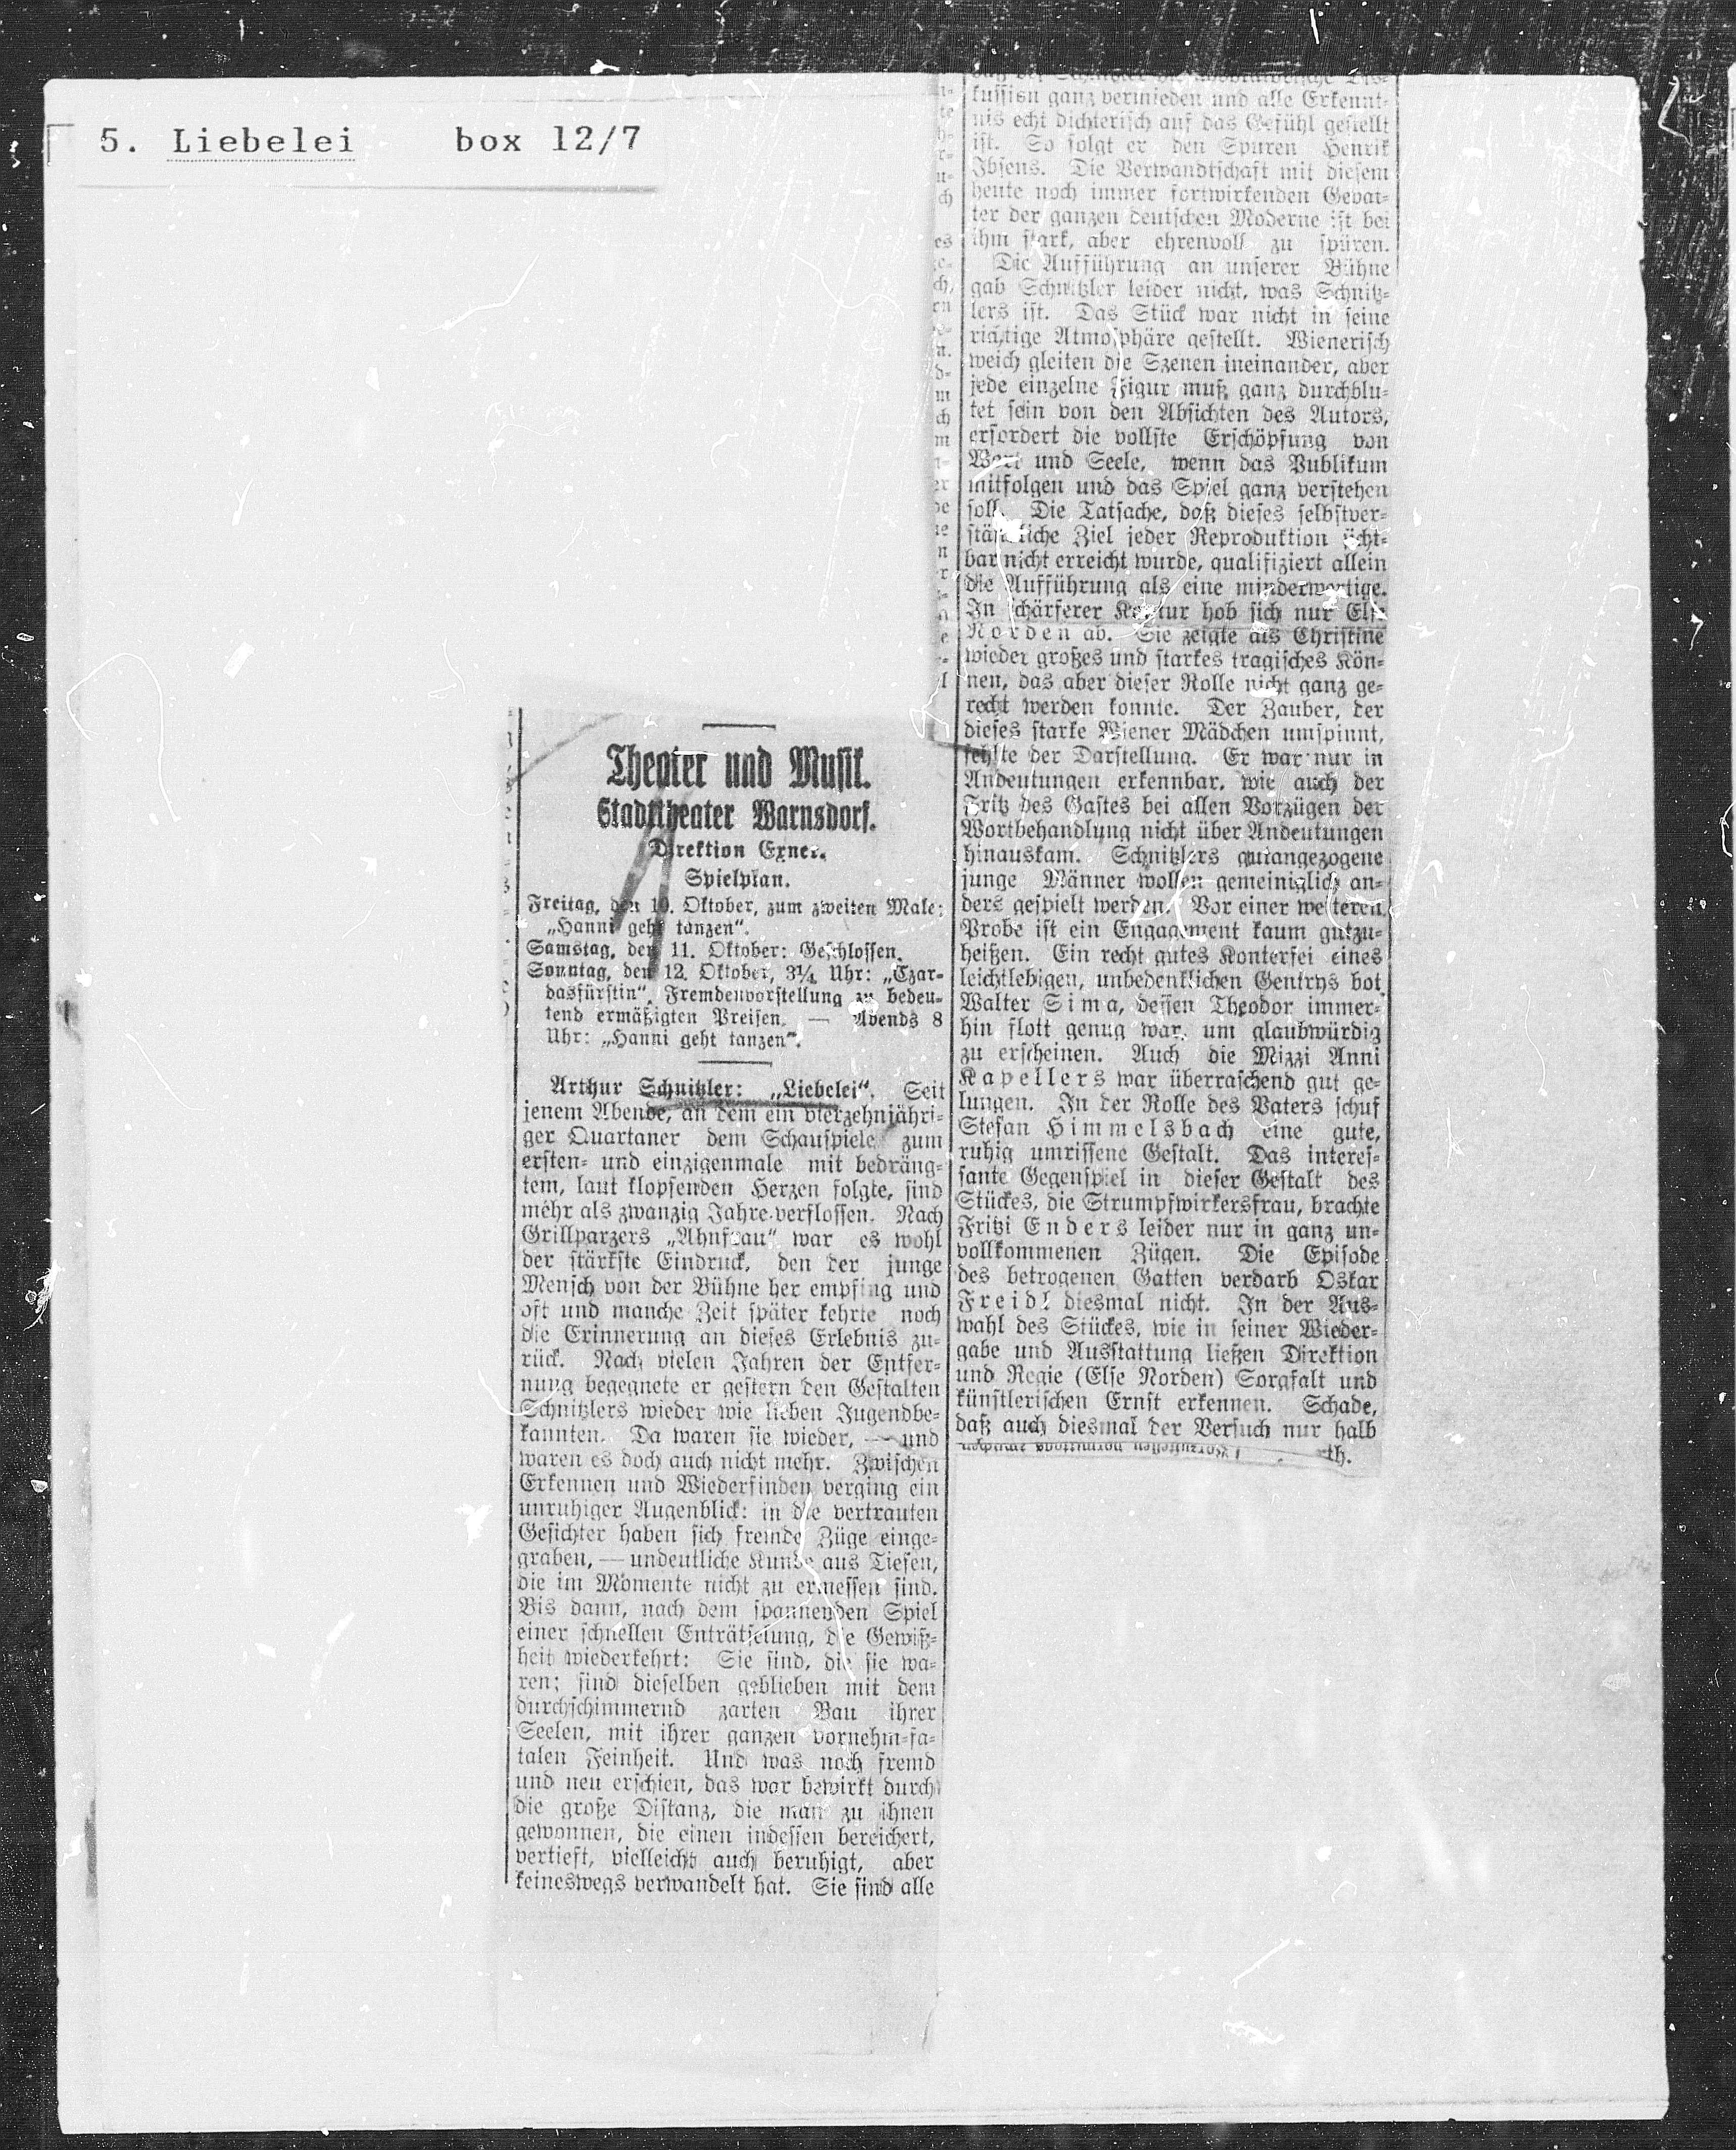 5. Liebelei box 12/7
Theater und Musik.
Stadttheater Warnsdorf.
Direktion Exner.
Spielplan.
Freitag, den 10. Oktober, zum zweiten Male:
„Hanni geht tanzen“.
Samstag, den 11. Oktober: Geschlossen.
Sonntag, den 12. Oktober, 3¼ Uhr: „Czar-
dasfürstin“. Fremdenvorstellung zu bedeu-
tend ermäßigten Preisen. — Abends 8
Uhr: „Hanni geht tanzen“.
Arthur Schnitzler: „Liebelei“. Seit
jenem Abende, an dem ein vierzehnjähri-
ger Quartaner dem Schauspiele zum
ersten- und einzigenmale mit bedräng-
tem, laut klopfenden Herzen folgte, sind
mehr als zwanzig Jahre verflossen. Nach
Grillparzers „Ahnfrau“ war es wohl
der stärkste Eindruck, den der junge
Mensch von der Bühne her empfing und
oft und manche Zeit später kehrte noch
die Erinnerung an dieses Erlebnis zu-
rück. Nach vielen Jahren der Entfer-
nung begegnete er gestern den Gestalten
Schnitzlers wieder wie lieben Jugendbe-
kannten. Da waren sie wieder, — und
waren es doch auch nicht mehr. Zwischen
Erkennen und Wiederfinden verging ein
unruhiger Augenblick: in die vertrauten
Gesichter haben sich fremde Züge einge-
graben, — undeutliche Kunde aus Tiefen,
die im Momente nicht zu ermessen sind.
Bis dann, nach dem spannenden Spiel
einer schnellen Enträtselung, die Gewiß-
heit wiederkehrt: Sie sind, die sie wa-
ren; sind dieselben geblieben mit dem
durchschimmernd zarten Bau ihrer
Seelen, mit ihrer ganzen vornehm-fa-
talen Feinheit. Und was noch fremd
und neu erschien, das war bewirkt durch
die große Distanz, die man zu ihnen
gewonnen, die einen indessen bereichert,
vertieft, vielleicht auch beruhigt, aber
keineswegs verwandelt hat. Sie sind alle
kussion ganz vermieden und alle Erkennt-
nis echt dichterisch auf das Gefühl gestellt
ist. So folgt er den Spuren Henrik
Ibsens. Die Verwandtschaft mit diesem
heute noch immer fortwirkenden Gevat-
ter der ganzen deutschen Moderne ist bei
ihm stark, aber ehrenvoll zu spüren.
Die Aufführung an unserer Bühne
gab Schnitzler leider nicht, was Schnitz-
lers ist. Das Stück war nicht in seine
richtige Atmosphäre gestellt. Wienerisch
weich gleiten die Szenen ineinander, aber
jede einzelne Figur muß ganz durchblu-
tet sein von den Absichten des Autors,
erfordert die vollste Erschöpfung von
Wort und Seele, wenn das Publikum
mitfolgen und das Spiel ganz verstehen
soll. Die Tatsache, daß dieses selbstver-
ständliche Ziel jeder Reproduktion sicht-
bar nicht erreicht wurde, qualifiziert allein
die Aufführung als eine minderwertige.
In schärferer Kontur hob sich nur Else
Norden ab. Sie zeigte als Christine
wieder großes und starkes tragisches Kön-
nen, das aber dieser Rolle nicht ganz ge-
recht werden konnte. Der Zauber, der
dieses starke Wiener Mädchen umspinnt,
fehlte der Darstellung. Er war nur in
Andeutungen erkennbar, wie auch der
Fritz des Gastes bei allen Vorzügen der
Wortbehandlung nicht über Andeutungen
hinauskam. Schnitzlers gutangezogene
junge Männer wollen gemeiniglich an-
ders gespielt werden. Vor einer weiteren
Probe ist ein Engagement kaum gutzu-
heißen. Ein recht gutes Konterfei eines
leichtlebigen, unbedenklichen Gentrys bot
Walter Sima, dessen Theodor immer-
hin flott genug war, um glaubwürdig
zu erscheinen. Auch die Mizzi Anni
Kapellers war überraschend gut ge-
lungen. In der Rolle des Vaters schuf
Stefan Himmelsbach eine gute,
ruhig umrissene Gestalt. Das interes-
sante Gegenspiel in dieser Gestalt des
Stückes, die Strumpfwirkersfrau, brachte
Fritzi Enders leider nur in ganz un-
vollkommenen Zügen. Die Episode
des betrogenen Gatten verdarb Oskar
Freidl diesmal nicht. In der Aus-
wahl des Stückes, wie in seiner Wieder-
gabe und Ausstattung ließen Direktion
und Regie (Else Norden) Sorgfalt und
künstlerischen Ernst erkennen. Schade,
daß auch diesmal der Versuch nur halb
th.